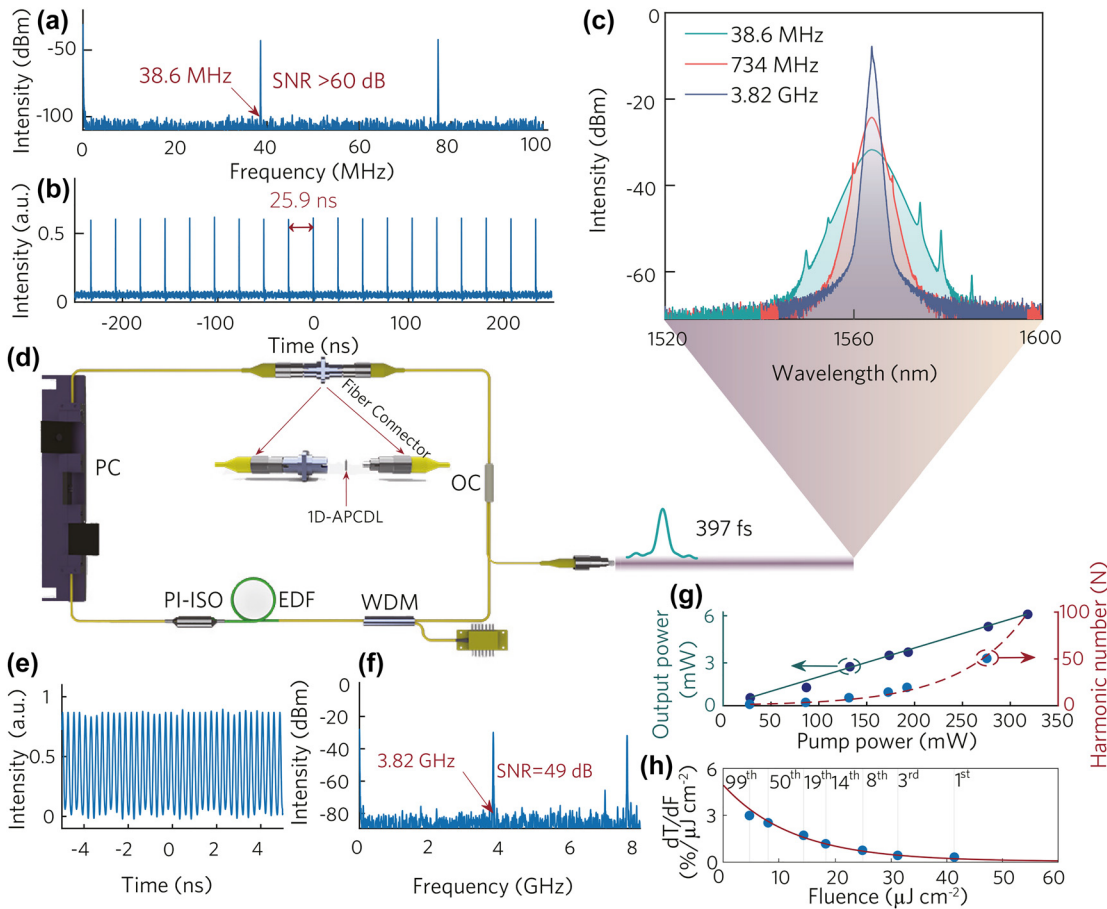 (a)
Intensity (dBm)
-50
-100
38.6 MHz
SNR >60 dB
0 20 40 60 80 100
Frequency (MHz)
(b)
Intensity (a.u.)
0.5
0
25.9 ns
-200 -100 0 100 200
Time (ns)
(c)
Intensity (dBm)
0
-20
-40
-60
38.6 MHz
734 MHz
3.82 GHz
1520 1560 1600
Wavelength (nm)
(d)
PC
Fiber Connector
1D-APCDL
OC
PI-ISO
EDF
WDM
397 fs
(e)
Intensity (a.u.)
1
0.5
0
-4 -2 0 2 4
Time (ns)
(f)
Intensity (dBm)
0
-20
-40
-60
-80
3.82 GHz
SNR=49 dB
0 2 4 6 8
Frequency (GHz)
(g)
Output power
(mW)
6
3
0
100
50
0
Harmonic number (N)
0 50 100 150 200 250 300 350
Pump power (mW)
(h)
dT/dF
(%/μJ cm-2)
6
3
0
99th 50th 19th 14th 8th 3rd 1st
0 10 20 30 40 50 60
Fluence (μJ cm-2)